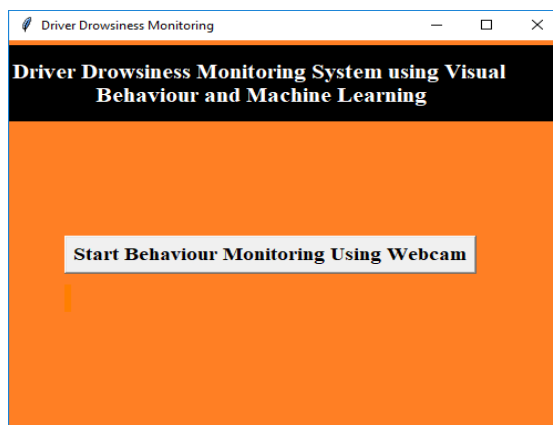 Driver Drowsiness Monitoring
Driver Drowsiness Monitoring System using Visual
Behaviour and Machine Learning
Start Behaviour Monitoring Using Webcam